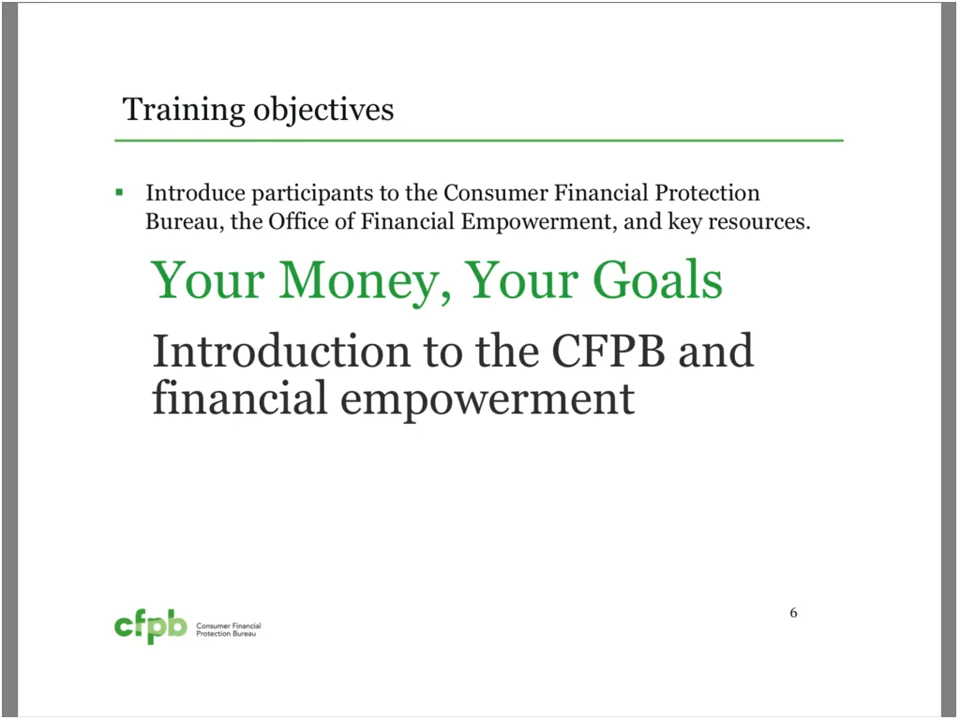 Training objectives
▪ Introduce participants to the Consumer Financial Protection
Bureau, the Office of Financial Empowerment, and key resources.
Your Money, Your Goals
Introduction to the CFPB and
financial empowerment
6
cfpb
Consumer Financial
Protection Bureau